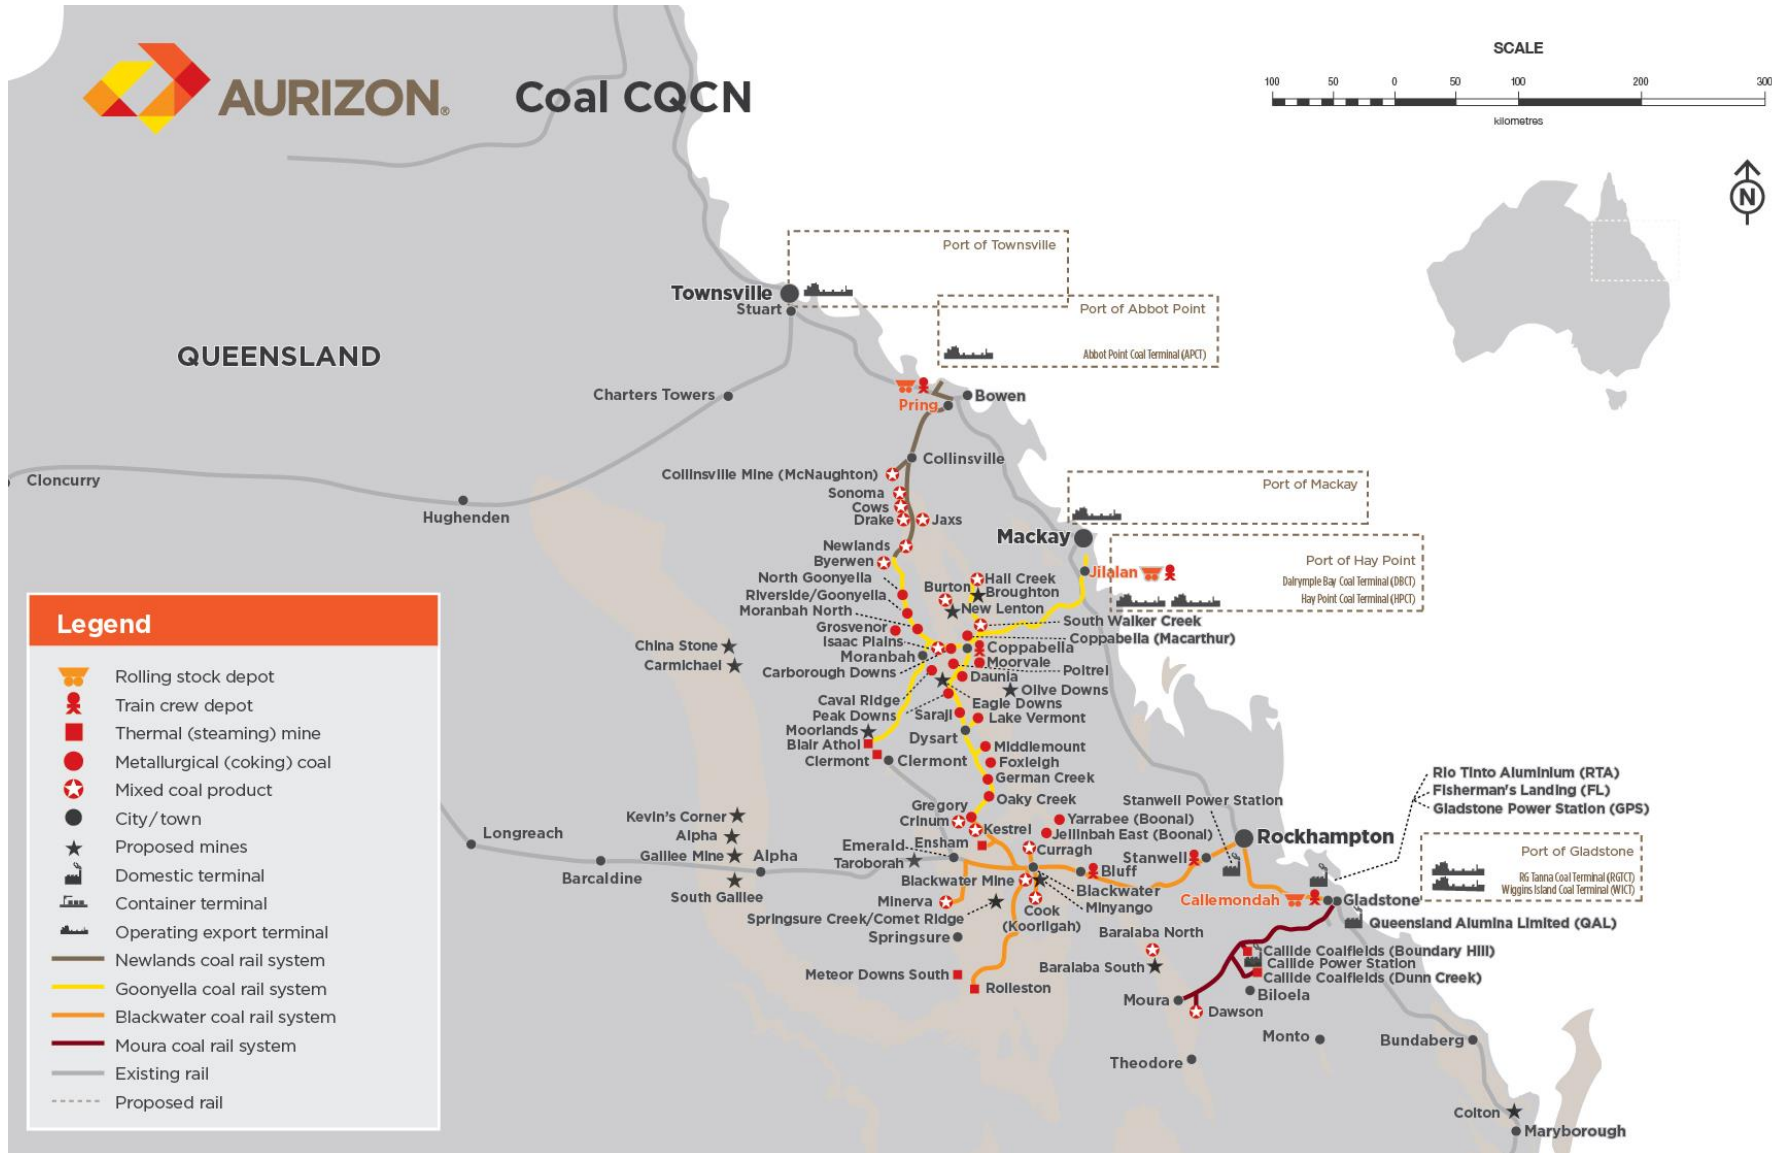 AURIZON®
Coal CQCN
SCALE
100 50 0 50 100 200 300
kilometres
N
QUEENSLAND
Port of Townsville
Townsville
Stuart
Port of Abbot Point
Abbot Point Coal Terminal (APCT)
Charters Towers
Pring
Bowen
Cloncurry
Hughenden
Collinsville
Collinsville Mine (McNaughton)
Sonoma
Cows
Drake
Jaxs
Newlands
Byerwen
Port of Mackay
Mackay
Port of Hay Point
Dalrymple Bay Coal Terminal (DBCT)
Hay Point Coal Terminal (HPCT)
Jilalan
North Goonyella
Riverside/Goonyella
Moranbah North
Grosvenor
Isaac Plains
Moranbah
Carborough Downs
Burton
Hail Creek
Broughton
New Lenton
South Walker Creek
Coppabella (Macarthur)
Coppabella
Moorvale
Poitrel
Daunia
Olive Downs
Caval Ridge
Eagle Downs
Peak Downs
Saraji
Lake Vermont
Moorlands
Blair Athol
Dysart
Clermont
Clermont
Middlemount
Foxleigh
German Creek
Oaky Creek
China Stone
Carmichael
Kevin's Corner
Alpha
Galilee Mine
Alpha
South Galilee
Longreach
Barcaldine
Gregory
Crinum
Kestrel
Emerald
Ensham
Taroborah
Yarrabee (Boonal)
Jellinbah East (Boonal)
Curragh
Stanwell Power Station
Stanwell
Bluff
Blackwater Mine
Blackwater
Minyango
Minerva
Cook
(Koorilgah)
Springsure Creek/Comet Ridge
Springsure
Meteor Downs South
Rolleston
Rockhampton
Rio Tinto Aluminium (RTA)
Fisherman's Landing (FL)
Gladstone Power Station (GPS)
Port of Gladstone
RG Tanna Coal Terminal (RGTCT)
Wiggins Island Coal Terminal (WICT)
Callemondah
Gladstone
Queensland Alumina Limited (QAL)
Baralaba North
Baralaba South
Callide Coalfields (Boundary Hill)
Callide Power Station
Callide Coalfields (Dunn Creek)
Biloela
Moura
Dawson
Theodore
Monto
Bundaberg
Colton
Maryborough
Legend
Rolling stock depot
Train crew depot
Thermal (steaming) mine
Metallurgical (coking) coal
Mixed coal product
City/town
Proposed mines
Domestic terminal
Container terminal
Operating export terminal
Newlands coal rail system
Goonyella coal rail system
Blackwater coal rail system
Moura coal rail system
Existing rail
Proposed rail